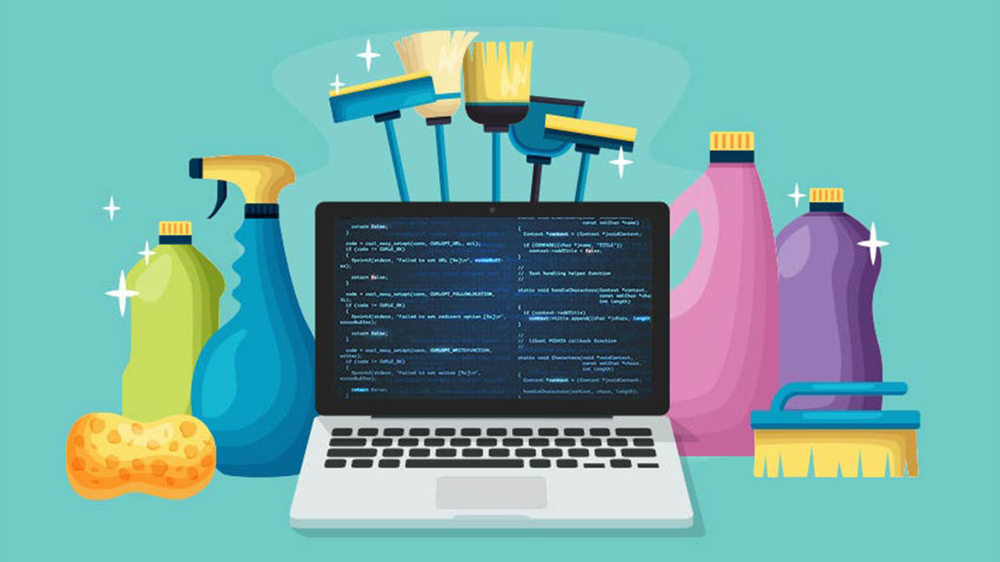 return false;
}
code = curl_easy_setopt(conn, CURLOPT_URL, url);
if (code != CURLE_OK)
{
fprintf(stderr, "Failed to set URL [%s]\n", errorBuff-
er);
return false;
}
code = curl_easy_setopt(conn, CURLOPT_FOLLOWLOCATION,
1L);
if (code != CURLE_OK)
{
fprintf(stderr, "Failed to set redirect option [%s]\n",
errorBuffer);
return false;
}
code = curl_easy_setopt(conn, CURLOPT_WRITEFUNCTION,
writer);
if (code != CURLE_OK)
{
fprintf(stderr, "Failed to set writer [%s]\n",
errorBuffer);
return false;
}
const xmlChar *name)
{
Context *context = (Context *)voidContext;
if (COMPARE((char *)name, "TITLE"))
context->addTitle = false;
//
// Text handling helper function
//
static void handleCharacters(Context *context,
const xmlChar *chars,
int length)
{
if (context->addTitle)
context->title.append((char *)chars, length
}
//
// libxml PCDATA callback function
//
static void Characters(void *voidContext,
const xmlChar *chars,
int length)
{
Context *context = (Context *)voidContext;
handleCharacters(context, chars, length);
}